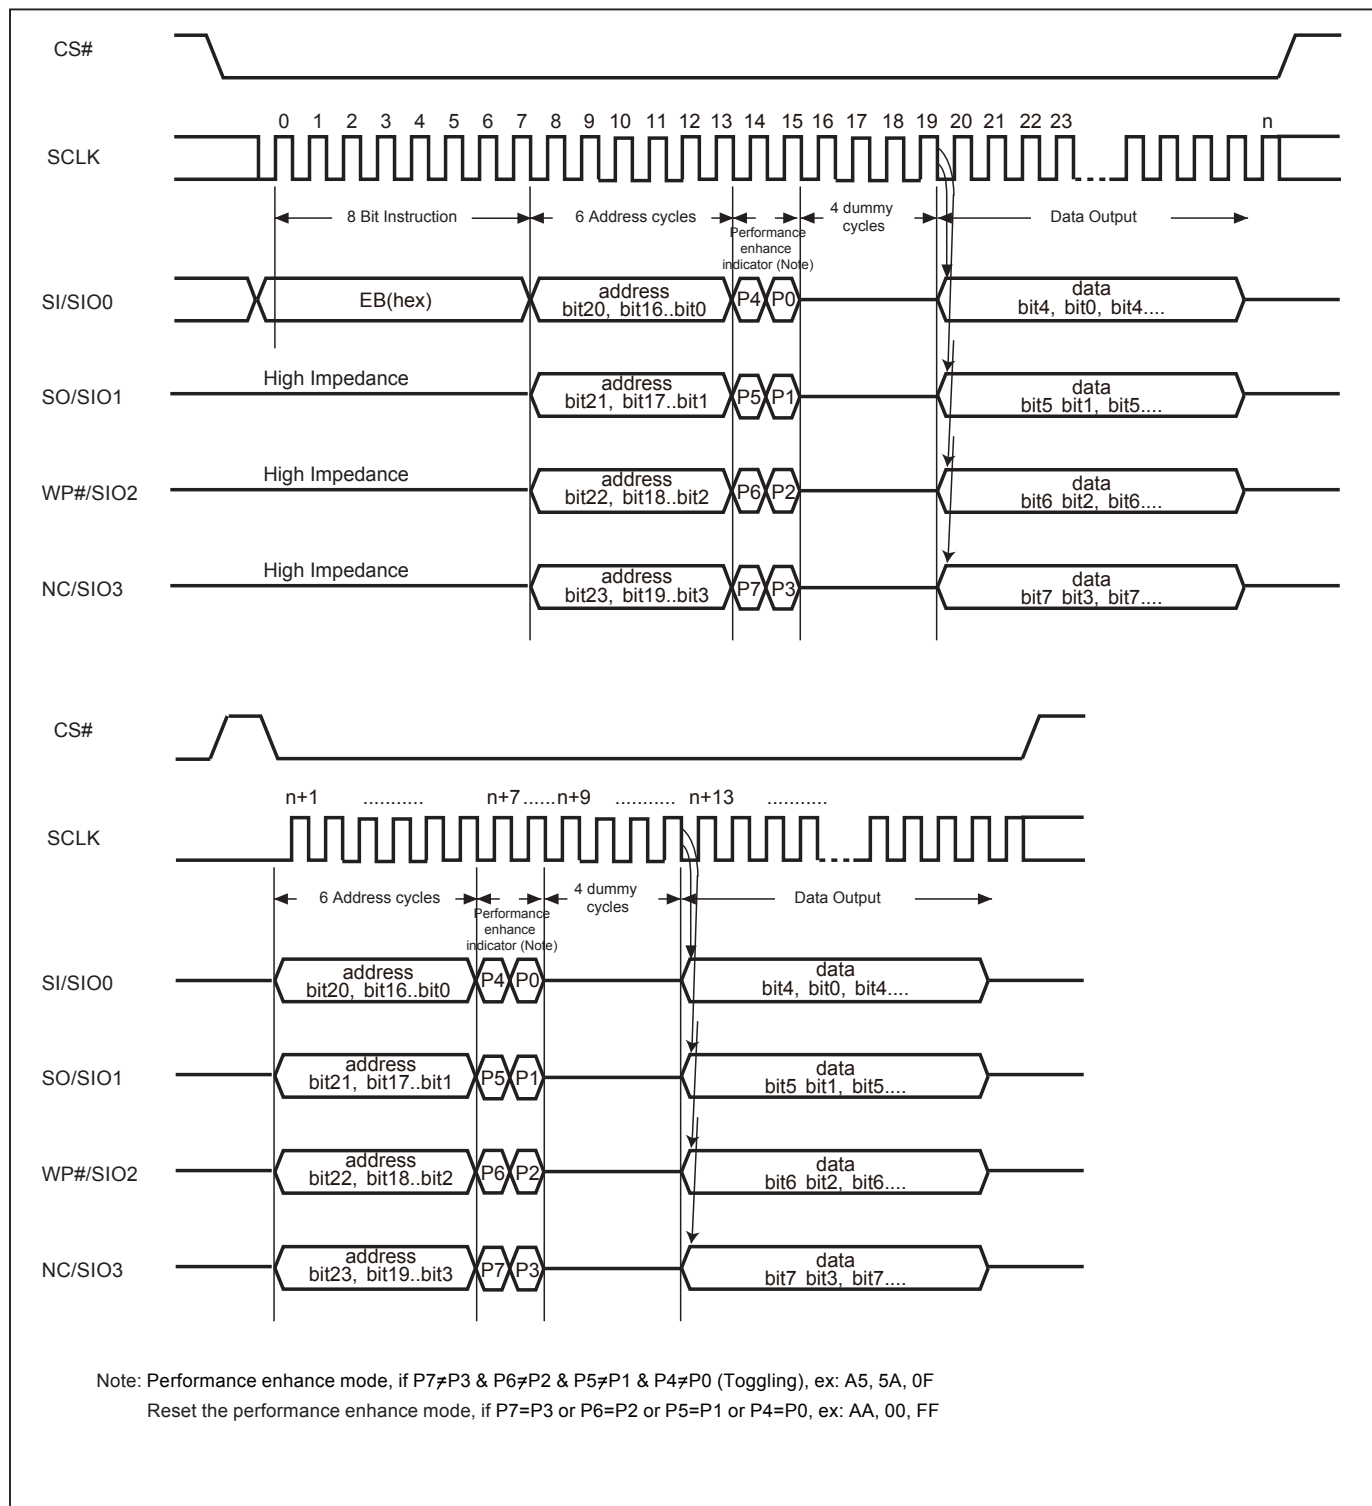 CS#
0 1 2 3 4 5 6 7 8 9 10 11 12 13 14 15 16 17 18 19 20 21 22 23 n
SCLK
8 Bit Instruction 6 Address cycles 4 dummy Data Output
cycles
Performance
enhance
indicator (Note)
SI/SIO0 EB(hex) address P4 P0 data
bit20, bit16..bit0 bit4, bit0, bit4....
SO/SIO1 High Impedance address P5 P1 data
bit21, bit17..bit1 bit5 bit1, bit5....
WP#/SIO2 High Impedance address P6 P2 data
bit22, bit18..bit2 bit6 bit2, bit6....
NC/SIO3 High Impedance address P7 P3 data
bit23, bit19..bit3 bit7 bit3, bit7....
CS#
n+1 ........... n+7 ......n+9 ........... n+13 ...........
SCLK
6 Address cycles 4 dummy Data Output
cycles
Performance
enhance
indicator (Note)
SI/SIO0 address P4 P0 data
bit20, bit16..bit0 bit4, bit0, bit4....
SO/SIO1 address P5 P1 data
bit21, bit17..bit1 bit5 bit1, bit5....
WP#/SIO2 address P6 P2 data
bit22, bit18..bit2 bit6 bit2, bit6....
NC/SIO3 address P7 P3 data
bit23, bit19..bit3 bit7 bit3, bit7....
Note: Performance enhance mode, if P7≠P3 & P6≠P2 & P5≠P1 & P4≠P0 (Toggling), ex: A5, 5A, 0F
Reset the performance enhance mode, if P7=P3 or P6=P2 or P5=P1 or P4=P0, ex: AA, 00, FF